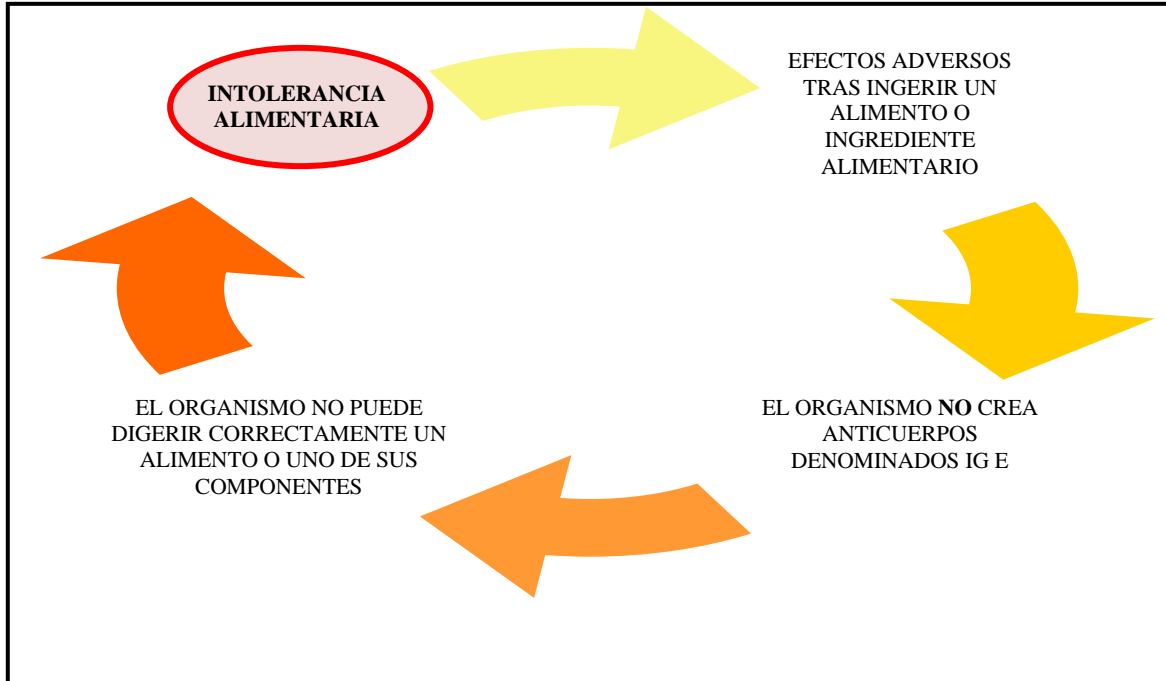 INTOLERANCIA
ALIMENTARIA
EFECTOS ADVERSOS
TRAS INGERIR UN
ALIMENTO O
INGREDIENTE
ALIMENTARIO
EL ORGANISMO NO CREA
ANTICUERPOS
DENOMINADOS IG E
EL ORGANISMO NO PUEDE
DIGERIR CORRECTAMENTE UN
ALIMENTO O UNO DE SUS
COMPONENTES